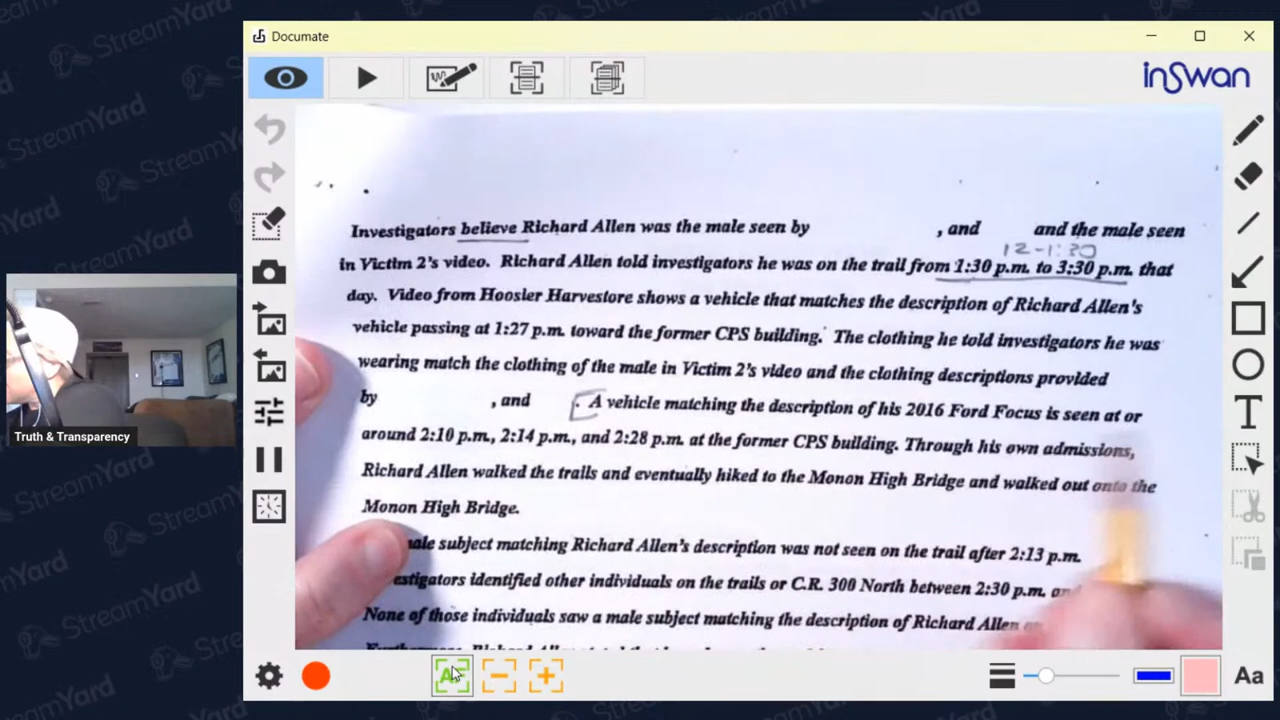 StreamYard
Documate
inSwan
Investigators believe Richard Allen was the male seen by , and and the male seen
12-1:30
in Victim 2's video. Richard Allen told investigators he was on the trail from 1:30 p.m. to 3:30 p.m. that
day. Video from Hoosier Harvestore shows a vehicle that matches the description of Richard Allen's
vehicle passing at 1:27 p.m. toward the former CPS building. The clothing he told investigators he was
wearing match the clothing of the male in Victim 2's video and the clothing descriptions provided
by , and . A vehicle matching the description of his 2016 Ford Focus is seen at or
around 2:10 p.m., 2:14 p.m., and 2:28 p.m. at the former CPS building. Through his own admissions,
Richard Allen walked the trails and eventually hiked to the Monon High Bridge and walked out onto the
Monon High Bridge.
male subject matching Richard Allen's description was not seen on the trail after 2:13 p.m.
estigators identified other individuals on the trails or C.R. 300 North between 2:30 p.m. an
None of those individuals saw a male subject matching the description of Richard Allen
Truth & Transparency
T
Aa